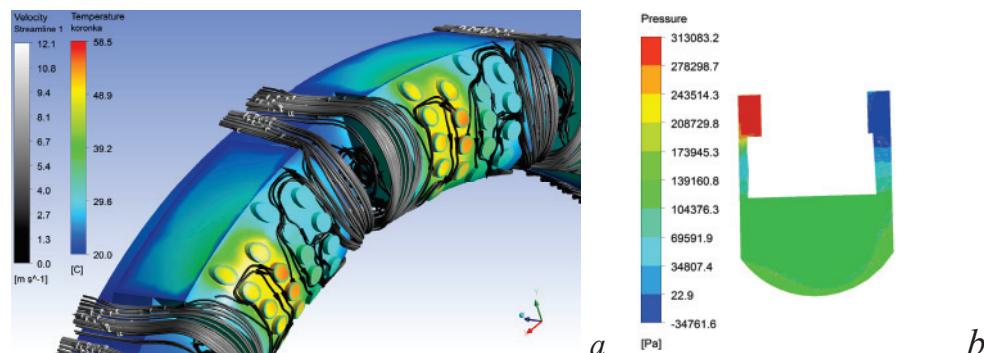 Velocity
Streamline 1
12.1
10.8
9.4
8.1
6.7
5.4
4.0
2.7
1.3
0.0
[m s^-1]
Temperature
koronka
58.5
48.9
39.2
29.6
20.0
[C]
a
Pressure
313083.2
278298.7
243514.3
208729.8
173945.3
139160.8
104376.3
69591.9
34807.4
22.9
-34761.6
[Pa]
b